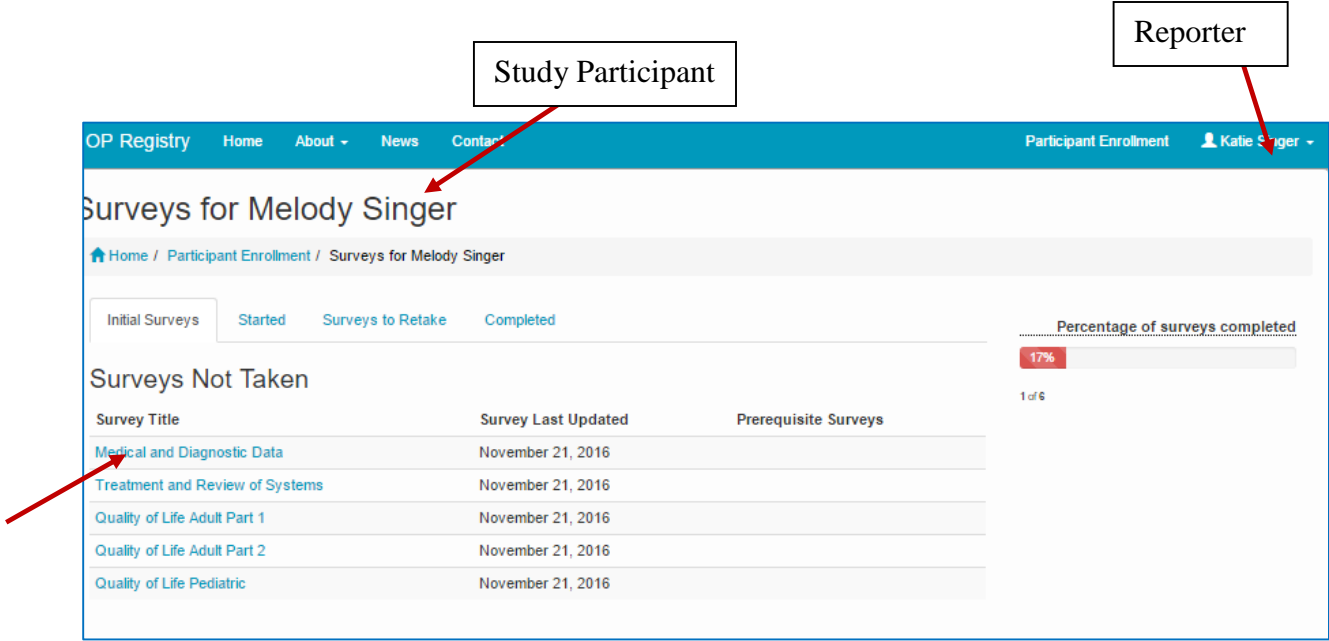 Reporter
Study Participant
OP Registry Home About News Contact Participant Enrollment Katie Singer
Surveys for Melody Singer
Home / Participant Enrollment / Surveys for Melody Singer
Initial Surveys Started Surveys to Retake Completed
Percentage of surveys completed
17%
1 of 6
Surveys Not Taken
Survey Title Survey Last Updated Prerequisite Surveys
Medical and Diagnostic Data November 21, 2016
Treatment and Review of Systems November 21, 2016
Quality of Life Adult Part 1 November 21, 2016
Quality of Life Adult Part 2 November 21, 2016
Quality of Life Pediatric November 21, 2016